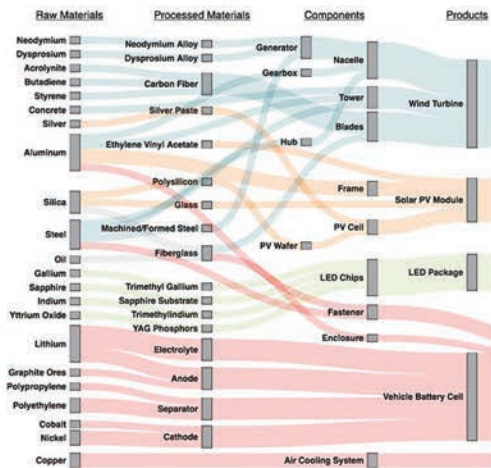 Raw Materials
Processed Materials
Components
Products
Neodymium
Dysprosium
Acrolynite
Butadiene
Styrene
Concrete
Silver
Aluminum
Silica
Steel
Oil
Gallium
Sapphire
Indium
Yttrium Oxide
Lithium
Graphite Ores
Polypropylene
Polyethylene
Cobalt
Nickel
Copper
Neodymium Alloy
Dysprosium Alloy
Carbon Fiber
Silver Paste
Ethylene Vinyl Acetate
Polysilicon
Glass
Machined/Formed Steel
Fiberglass
Trimethyl Gallium
Sapphire Substrate
Trimethylindium
YAG Phosphors
Electrolyte
Anode
Separator
Cathode
Generator
Gearbox
Hub
PV Wafer
Nacelle
Tower
Blades
Frame
PV Cell
LED Chips
Fastener
Enclosure
Air Cooling System
Wind Turbine
Solar PV Module
LED Package
Vehicle Battery Cell